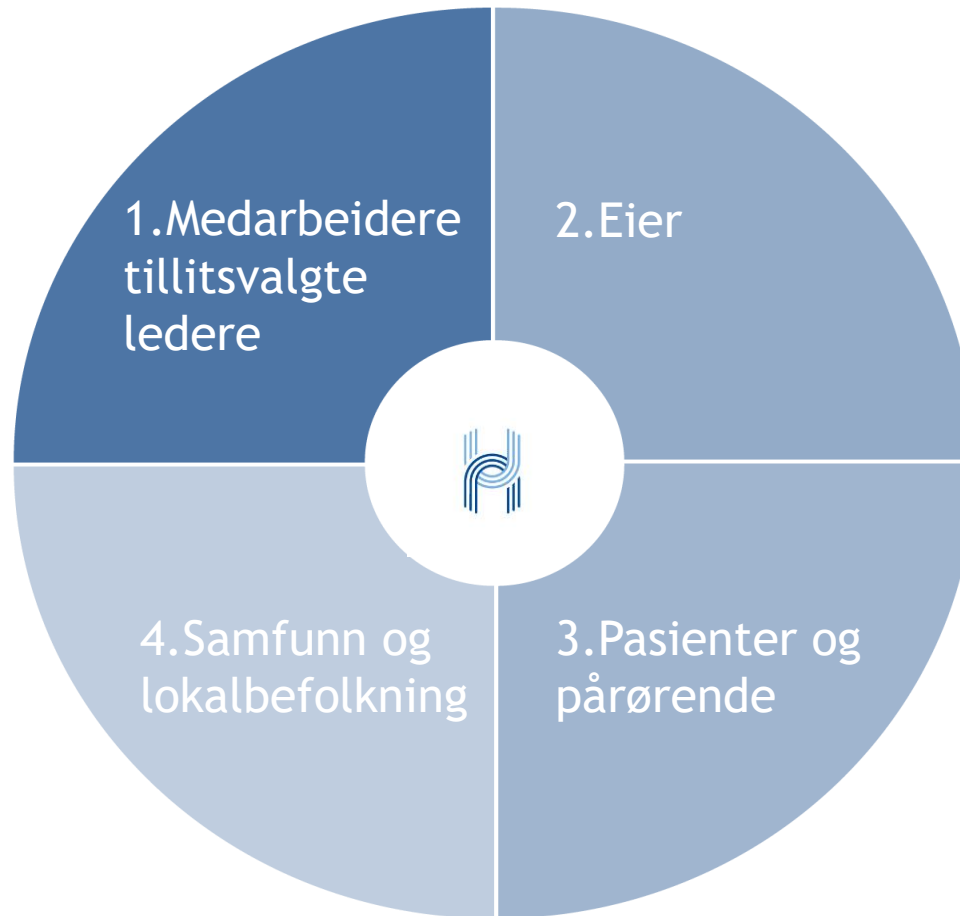 1.Medarbeidere
tillitsvalgte
ledere
2.Eier
3.Pasienter og
pårørende
4.Samfunn og
lokalbefolkning